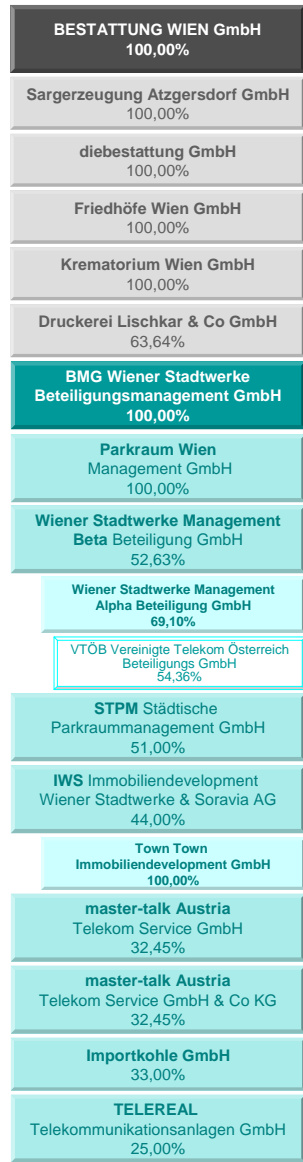 BESTATTUNG WIEN GmbH
100,00%
Sargerzeugung Atzgersdorf GmbH
100,00%
diebestattung GmbH
100,00%
Friedhöfe Wien GmbH
100,00%
Krematorium Wien GmbH
100,00%
Druckerei Lischkar & Co GmbH
63,64%
BMG Wiener Stadtwerke
Beteiligungsmanagement GmbH
100,00%
Parkraum Wien
Management GmbH
100,00%
Wiener Stadtwerke Management
Beta Beteiligung GmbH
52,63%
Wiener Stadtwerke Management
Alpha Beteiligung GmbH
69,10%
VTÖB Vereinigte Telekom Österreich
Beteiligungs GmbH
54,36%
STPM Städtische
Parkraummanagement GmbH
51,00%
IWS Immobiliendevelopment
Wiener Stadtwerke & Soravia AG
44,00%
Town Town
Immobiliendevelopment GmbH
100,00%
master-talk Austria
Telekom Service GmbH
32,45%
master-talk Austria
Telekom Service GmbH & Co KG
32,45%
Importkohle GmbH
33,00%
TELEREAL
Telekommunikationsanlagen GmbH
25,00%